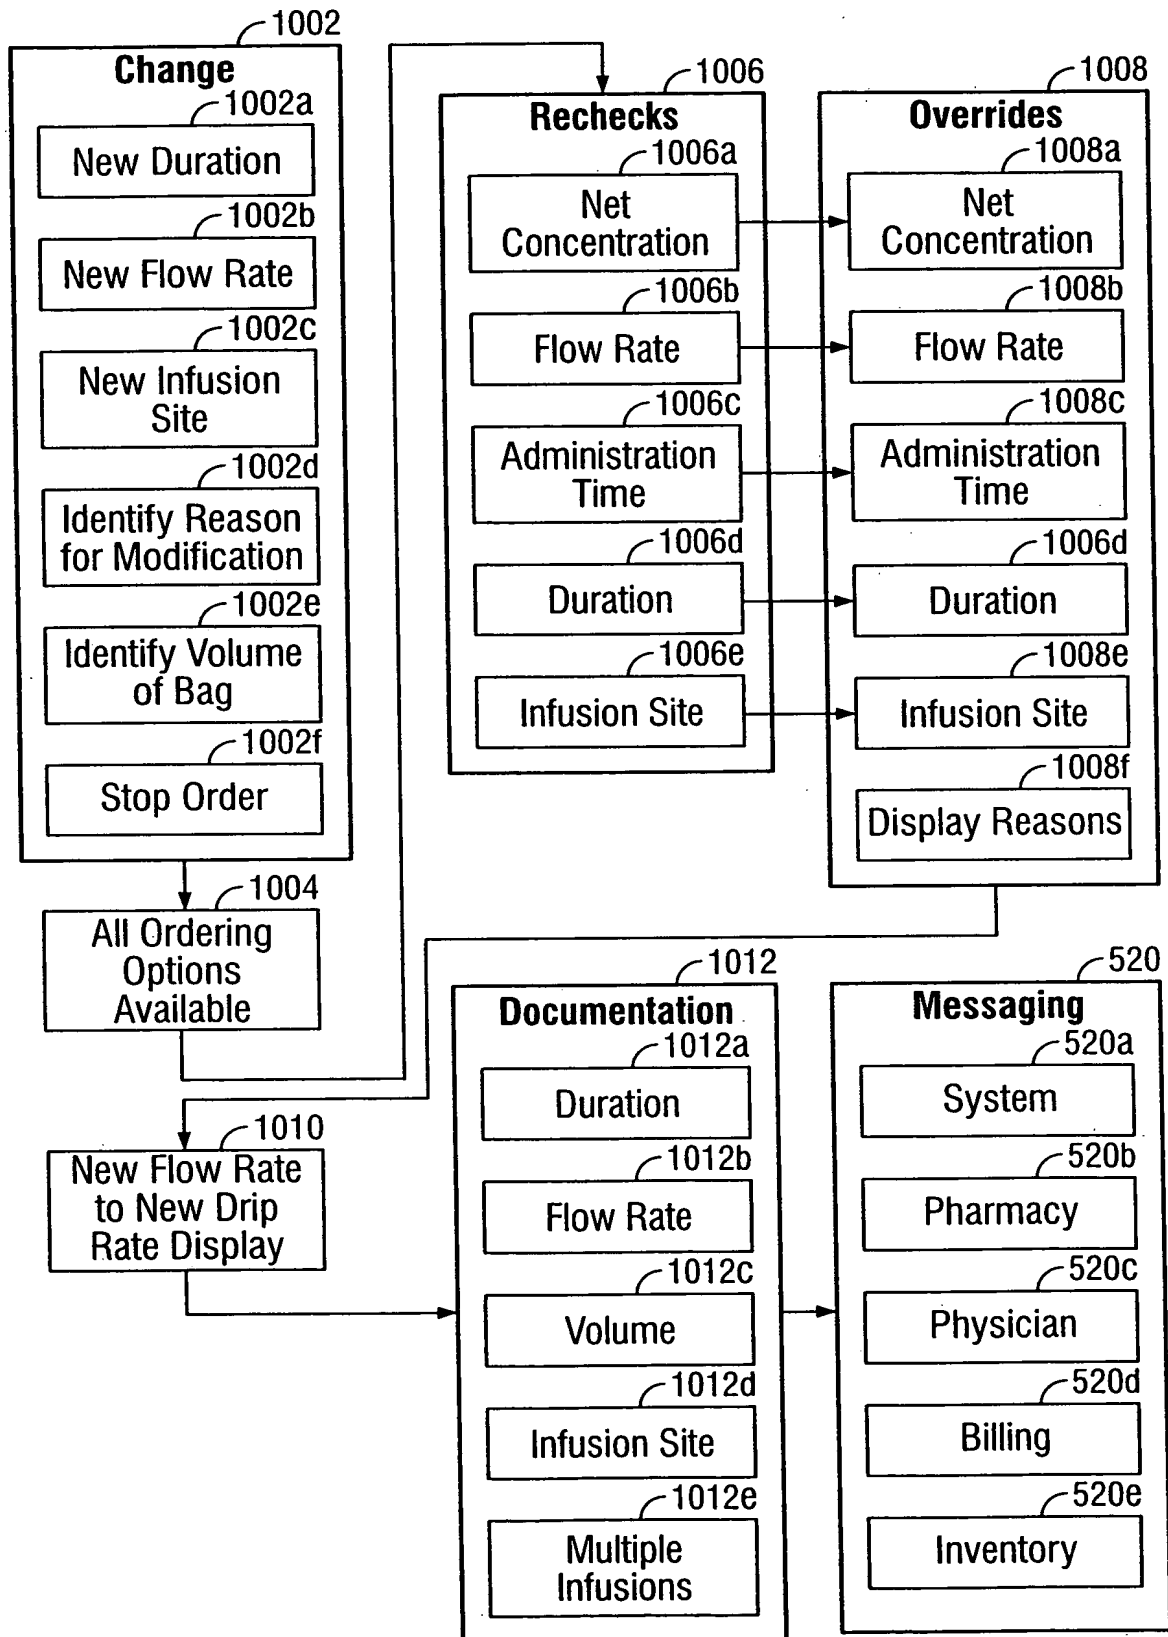 1002
Change
1002a
New Duration
1002b
New Flow Rate
1002c
New Infusion
Site
1002d
Identify Reason
for Modification
1002e
Identify Volume
of Bag
1002f
Stop Order
1004
All Ordering
Options
Available
1006
Rechecks
1006a
Net
Concentration
1006b
Flow Rate
1006c
Administration
Time
1006d
Duration
1006e
Infusion Site
1008
Overrides
1008a
Net
Concentration
1008b
Flow Rate
1008c
Administration
Time
1006d
Duration
1008e
Infusion Site
1008f
Display Reasons
1010
New Flow Rate
to New Drip
Rate Display
1012
Documentation
1012a
Duration
1012b
Flow Rate
1012c
Volume
1012d
Infusion Site
1012e
Multiple
Infusions
520
Messaging
520a
System
520b
Pharmacy
520c
Physician
520d
Billing
520e
Inventory